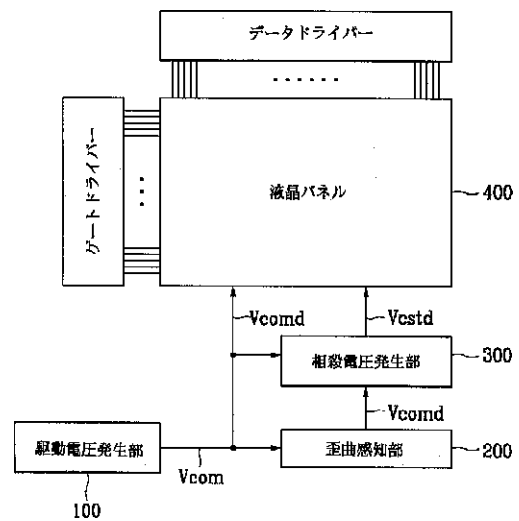 データドライバー
ゲートドライバー
液晶パネル
400
Vcomd
Vcstd
相殺電圧発生部
300
Vcomd
駆動電圧発生部
Vcom
歪曲感知部
200
100